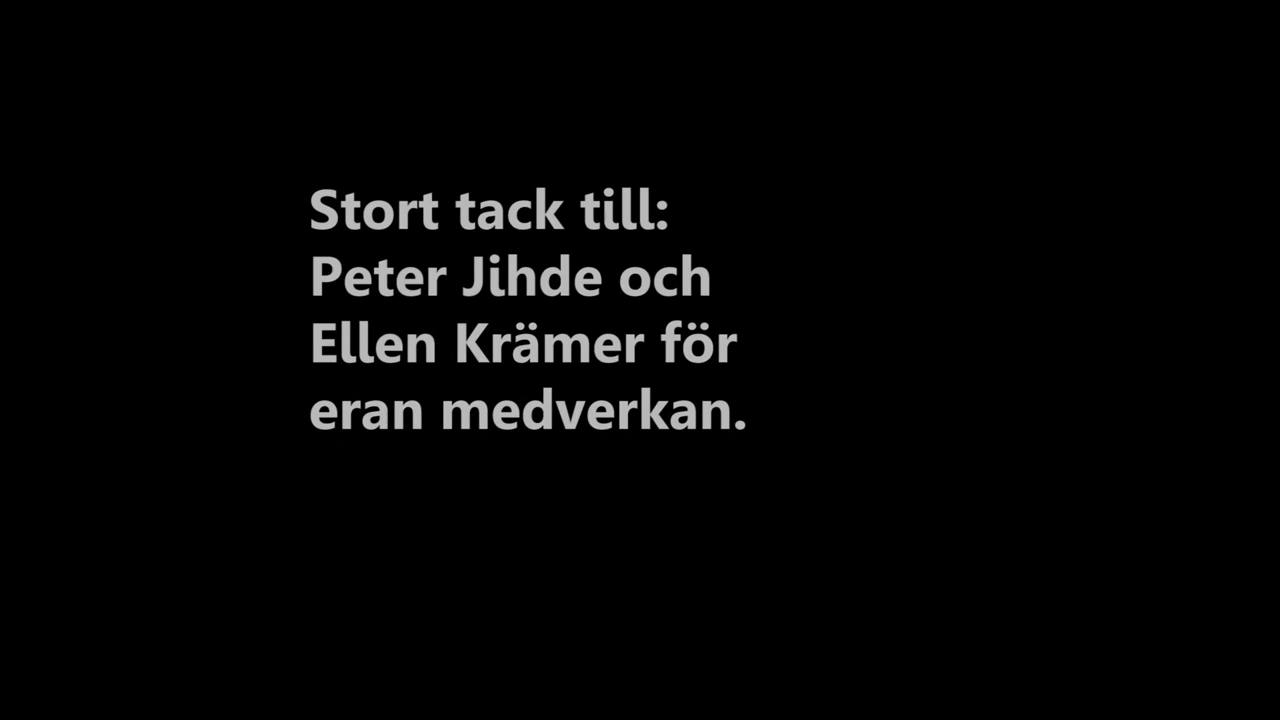 Stort tack till:
Peter Jihde och
Ellen Krämer för
eran medverkan.